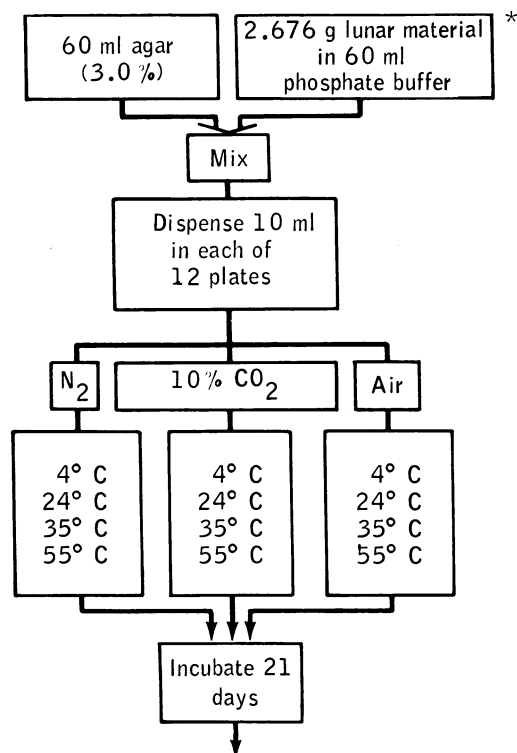 60 ml agar
(3.0 %)
2.676 g lunar material
in 60 ml
phosphate buffer
*
Mix
Dispense 10 ml
in each of
12 plates
N2
10% CO2
Air
4° C
24° C
35° C
55° C
4° C
24° C
35° C
55° C
4° C
24° C
35° C
55° C
Incubate 21
days